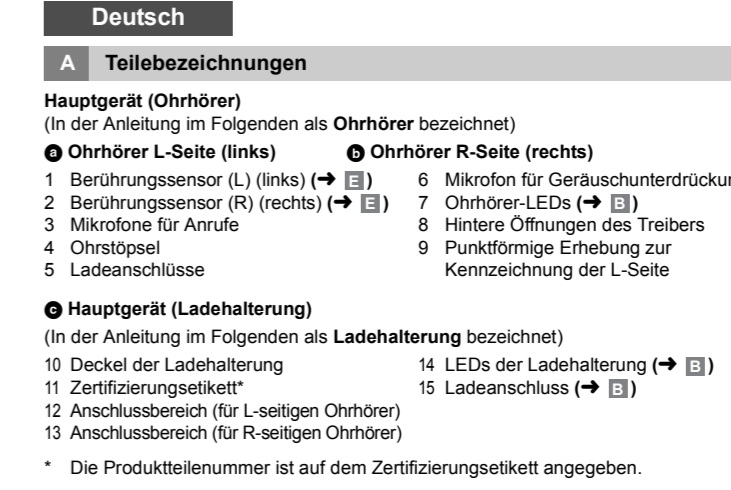 Deutsch
A Teilebezeichnungen
Hauptgerät (Ohrhörer)
(In der Anleitung im Folgenden als Ohrhörer bezeichnet)
a Ohrhörer L-Seite (links)
b Ohrhörer R-Seite (rechts)
1 Berührungssensor (L) (links) (➔ E)
2 Berührungssensor (R) (rechts) (➔ E)
3 Mikrofone für Anrufe
4 Ohrstöpsel
5 Ladeanschlüsse
6 Mikrofon für
7 Ohrhörer-LEDs (➔ B)
8 Hintere Öffnungen des Treibers
9 Punktförmige Erhebung zur
Kennzeichnung der L-Seite
c Hauptgerät (Ladehalterung)
(In der Anleitung im Folgenden als Ladehalterung bezeichnet)
10 Deckel der Ladehalterung
11 Zertifizierungsetikett*
12 Anschlussbereich (für L-seitigen Ohrhörer)
13 Anschlussbereich (für R-seitigen Ohrhörer)
14 LEDs der Ladehalterung (➔ B)
15 Ladeanschluss (➔ B)
* Die Produktteilenummer ist auf dem Zertifizierungsetikett angegeben.